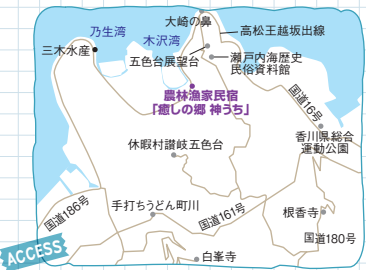 大崎の鼻
乃生湾
木沢湾
高松王越坂出線
三木水産
五色台展望台
瀬戸内海歴史
民俗資料館
農林漁家民宿
「癒しの郷 神うち」
国道16号
香川県総合
運動公園
休暇村讃岐五色台
国道186号
手打ちうどん町川
国道161号
根香寺
国道180号
白峯寺
ACCESS